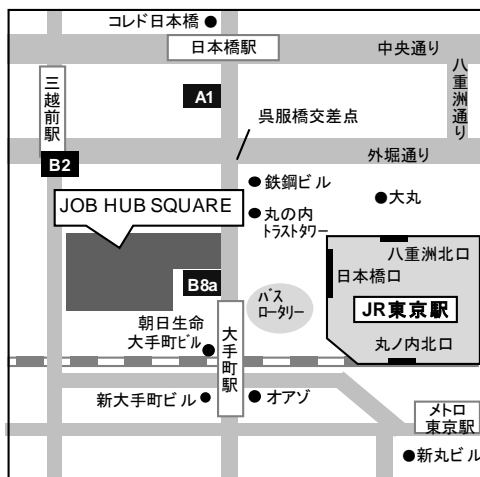 コレド日本橋
日本橋駅
中央通り
八重洲通り
三越前駅
A1
呉服橋交差点
外堀通り
B2
鉄鋼ビル
大丸
JOB HUB SQUARE
丸の内
トラストタワー
八重洲北口
日本橋口
B8a
バス
ロータリー
JR東京駅
朝日生命
大手町ビル
大手町駅
丸ノ内北口
新大手町ビル
オアゾ
メトロ
東京駅
新丸ビル